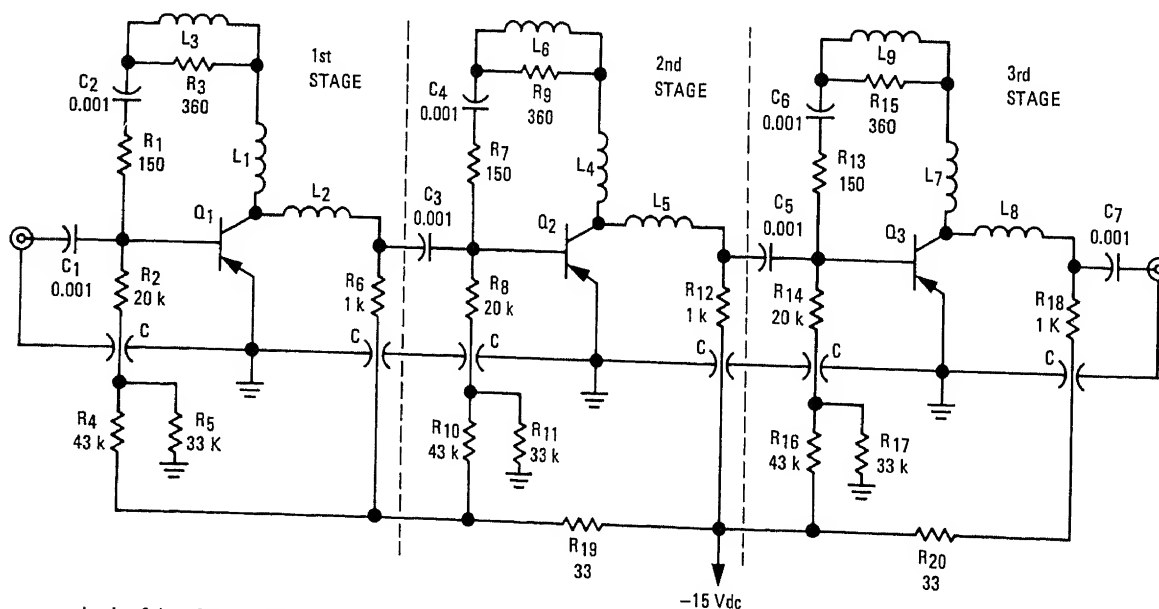 L3
R3
360
C2
0.001
R1
150
L1
L2
1st
STAGE
Q1
C1
0.001
R2
20 k
R6
1 k
C
C
R4
43 k
R5
33 K
L6
R9
360
C4
0.001
R7
150
L4
L5
2nd
STAGE
C3
0.001
Q2
R8
20 k
R12
1 k
C
C
R10
43 k
R11
33 k
R19
33
L9
R15
360
C6
0.001
R13
150
L7
L8
3rd
STAGE
C5
0.001
Q3
C7
0.001
R14
20 k
R18
1 K
C
C
R16
43 k
R17
33 k
R20
33
−15 Vdc